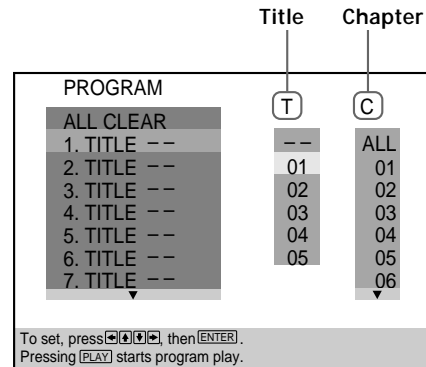 Title Chapter
PROGRAM
T C
ALL CLEAR
1. TITLE – – – – ALL
2. TITLE – – 01 01
3. TITLE – – 02 02
4. TITLE – – 03 03
5. TITLE – – 04 04
6. TITLE – – 05 05
7. TITLE – – 06
To set, press, then ENTER.
Pressing PLAY starts program play.